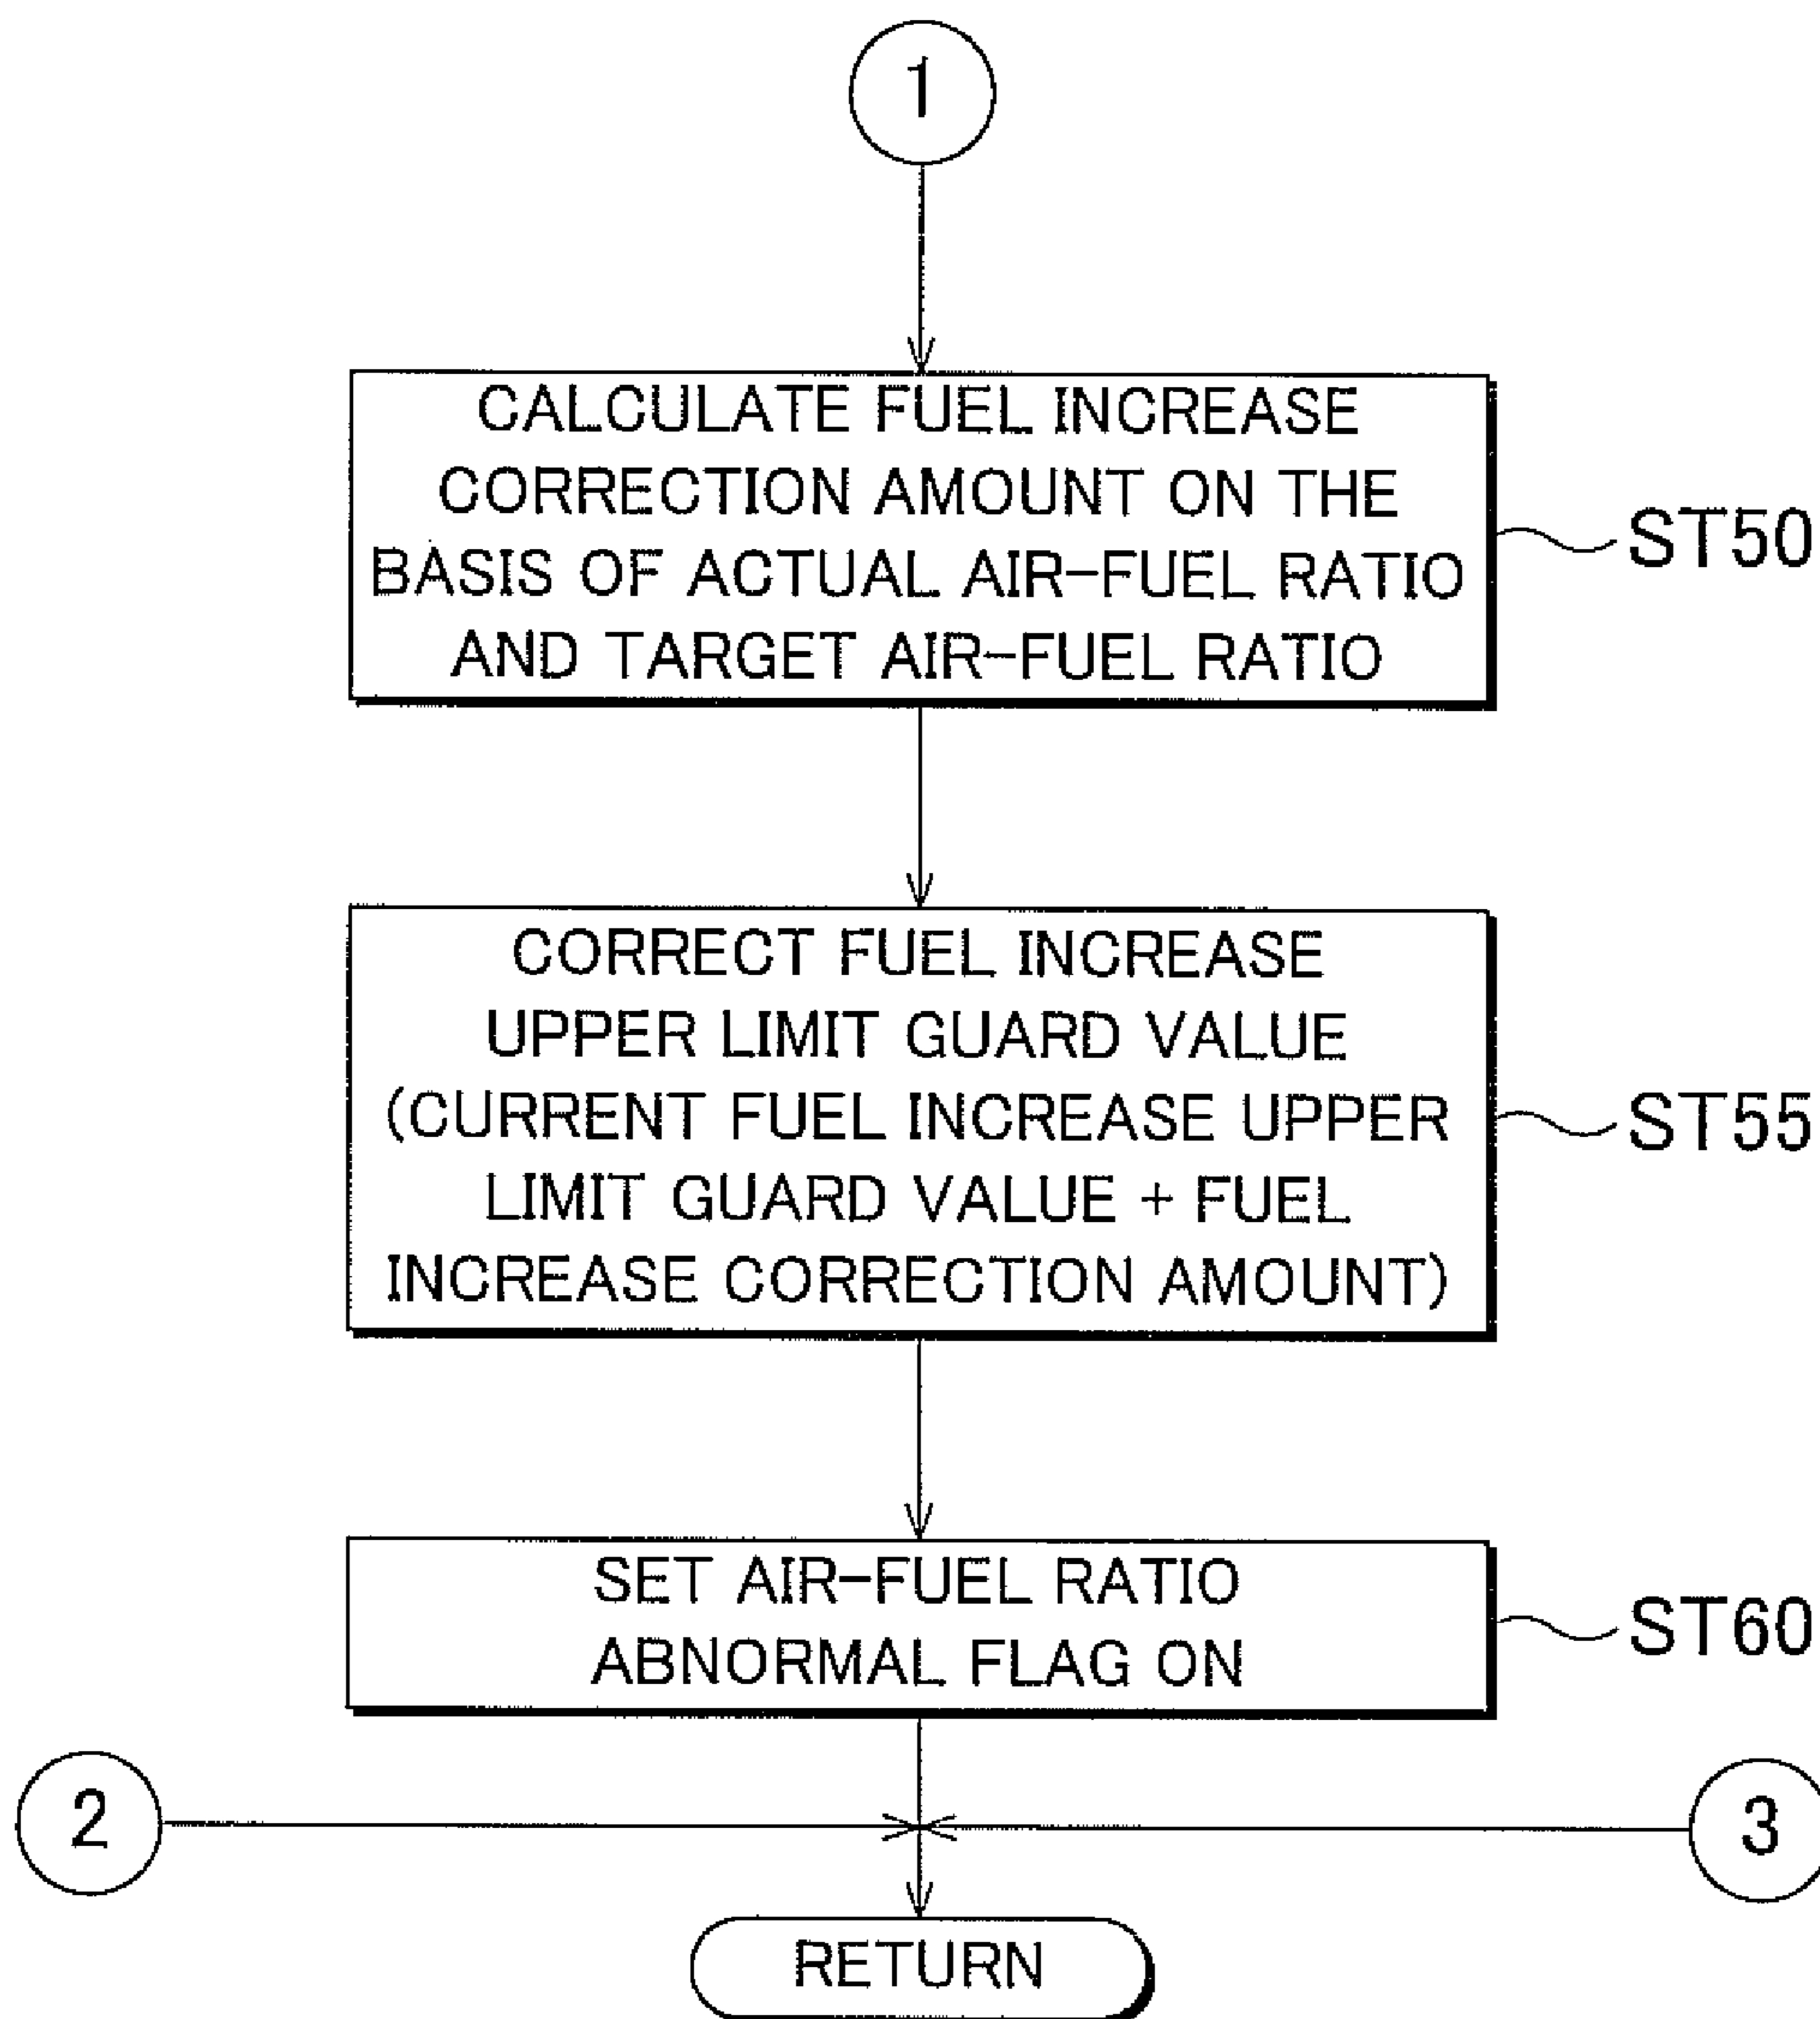 1
CALCULATE FUEL INCREASE
CORRECTION AMOUNT ON THE
BASIS OF ACTUAL AIR-FUEL RATIO
AND TARGET AIR-FUEL RATIO
ST50
CORRECT FUEL INCREASE
UPPER LIMIT GUARD VALUE
(CURRENT FUEL INCREASE UPPER
LIMIT GUARD VALUE + FUEL
INCREASE CORRECTION AMOUNT)
ST55
SET AIR-FUEL RATIO
ABNORMAL FLAG ON
ST60
2
3
RETURN